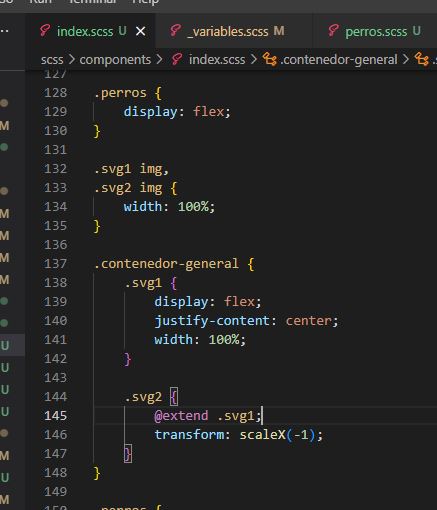 Run Terminal Help
index.scss U × _variables.scss M perros.scss U
scss > components > index.scss > .contenedor-general > .s
127
128 .perros {
129 display: flex;
130 }
131
132 .svg1 img,
133 .svg2 img {
134 width: 100%;
135 }
136
137 .contenedor-general {
138 .svg1 {
139 display: flex;
140 justify-content: center;
141 width: 100%;
142 }
143
144 .svg2 {
145 @extend .svg1;
146 transform: scaleX(-1);
147 }
148 }
149
M
M
M
M
M
U
U
U
M
U
M